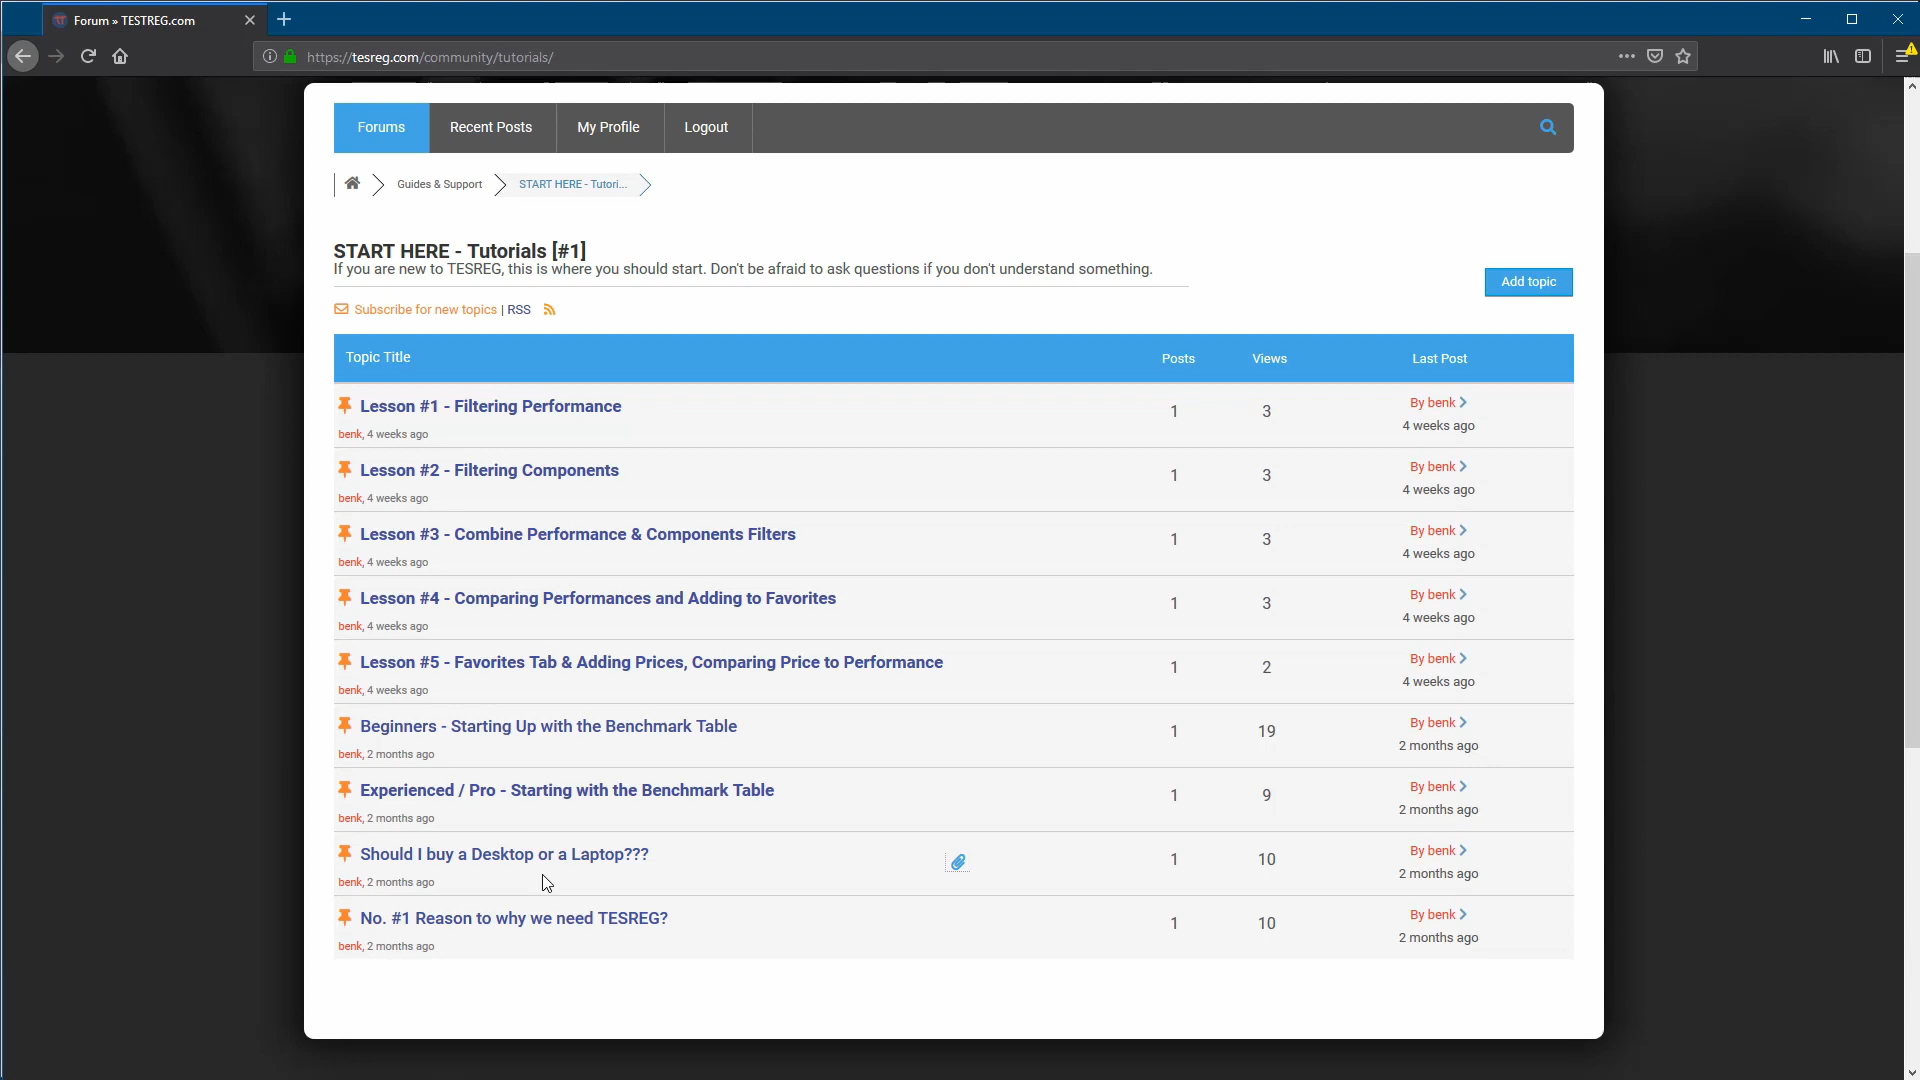 Forum » TESTREG.com
https://tesreg.com/community/tutorials/
Forums
Recent Posts
My Profile
Logout
Guides & Support
START HERE - Tutori...
START HERE - Tutorials [#1]
If you are new to TESREG, this is where you should start. Don't be afraid to ask questions if you don't understand something.
Add topic
Subscribe for new topics | RSS
Topic Title Posts Views Last Post
Lesson #1 - Filtering Performance 1 3 By benk
benk, 4 weeks ago 4 weeks ago
Lesson #2 - Filtering Components 1 3 By benk
benk, 4 weeks ago 4 weeks ago
Lesson #3 - Combine Performance & Components Filters 1 3 By benk
benk, 4 weeks ago 4 weeks ago
Lesson #4 - Comparing Performances and Adding to Favorites 1 3 By benk
benk, 4 weeks ago 4 weeks ago
Lesson #5 - Favorites Tab & Adding Prices, Comparing Price to Performance 1 2 By benk
benk, 4 weeks ago 4 weeks ago
Beginners - Starting Up with the Benchmark Table 1 19 By benk
benk, 2 months ago 2 months ago
Experienced / Pro - Starting with the Benchmark Table 1 9 By benk
benk, 2 months ago 2 months ago
Should I buy a Desktop or a Laptop??? 1 10 By benk
benk, 2 months ago 2 months ago
No. #1 Reason to why we need TESREG? 1 10 By benk
benk, 2 months ago 2 months ago